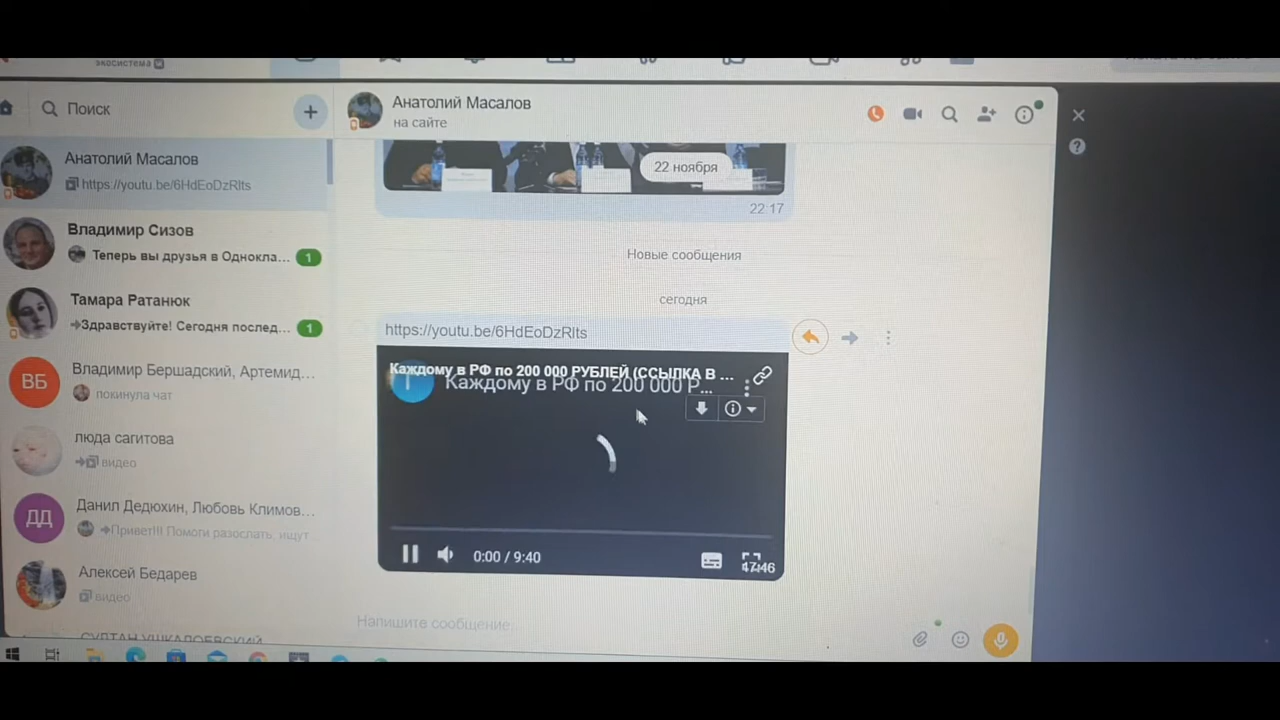 экосистема
Поиск
Анатолий Масалов
на сайте
Анатолий Масалов
https://youtu.be/6HdEoDzRlts
Владимир Сизов
Теперь вы друзья в Однокла...
1
Тамара Ратанюк
Здравствуйте! Сегодня послед...
1
ВБ
Владимир Бершадский, Артемид...
покинула чат
люда сагитова
видео
ДД
Данил Дедюхин, Любовь Климов...
Привет!!! Помоги разослать, ищут
Алексей Бедарев
видео
22 ноября
22:17
Новые сообщения
сегодня
https://youtu.be/6HdEoDzRlts
Каждому в РФ по 200 000 РУБЛЕЙ (ССЫЛКА В ...
Каждому в РФ по 200 000 Р...
0:00 / 9:40
17:46
Напишите сообщение...